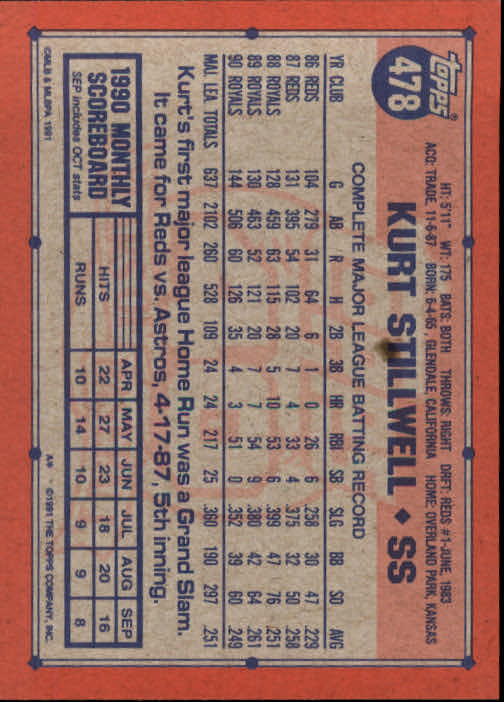 topps®
478
KURT STILLWELL ◆ SS
HT: 5'11" WT: 175 BATS: BOTH THROWS: RIGHT DRFT: REDS #1-JUNE, 1983
ACQ: TRADE, 11-6-87 BORN: 6-4-65, GLENDALE, CALIFORNIA HOME: OVERLAND PARK, KANSAS
COMPLETE MAJOR LEAGUE BATTING RECORD
YR CLUB G AB R H 2B 3B HR RBI SB SLG BB SO AVG
86 REDS 104 279 31 64 6 1 0 26 6 .258 30 47 .229
87 REDS 131 395 54 102 20 7 4 33 4 .375 32 50 .258
88 ROYALS 128 459 63 115 28 5 10 53 6 .399 47 76 .251
89 ROYALS 130 463 52 121 20 7 7 54 9 .380 42 64 .261
90 ROYALS 144 506 60 126 35 4 3 51 0 .352 39 60 .249
MAJ. LEA. TOTALS 637 2102 260 528 109 24 24 217 25 .360 190 297 .251
Kurt's first major league Home Run was a Grand Slam.
It came for Reds vs. Astros, 4-17-87, 5th inning.
1990 MONTHLY
SCOREBOARD
SEP includes OCT stats
APR MAY JUN JUL AUG SEP
HITS 22 27 23 18 20 16
RUNS 10 14 10 9 9 8
©MLB & MLBPA 1991
A* ©1991 THE TOPPS COMPANY, INC.